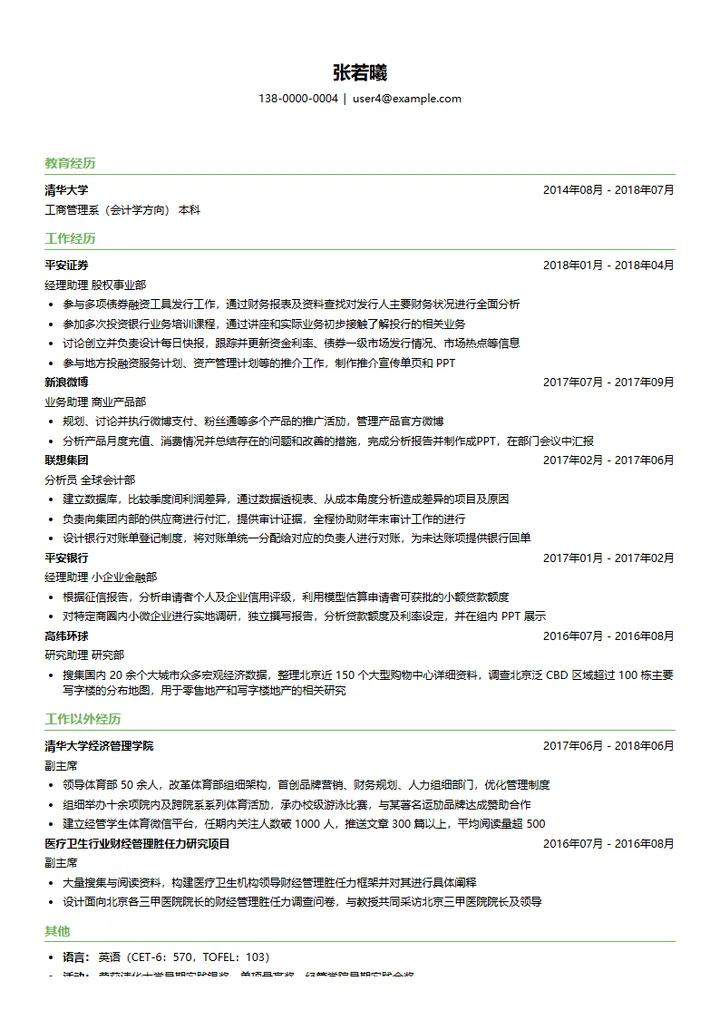 张若曦
138-0000-0004 | user4@example.com
教育经历
清华大学 2014年08月 - 2018年07月
工商管理系（会计学方向） 本科
工作经历
平安证券 2018年01月 - 2018年04月
经理助理 股权事业部
• 参与多项债券融资工具发行工作，通过财务报表及资料查找对发行人主要财务状况进行全面分析
• 参加多次投资银行业务培训课程，通过讲座和实际业务初步接触了解投行的相关业务
• 讨论创立并负责设计每日快报，跟踪并更新资金利率、债券一级市场发行情况、市场热点等信息
• 参与地方投融资服务计划、资产管理计划等的推介工作，制作推介宣传单页和 PPT
新浪微博 2017年07月 - 2017年09月
业务助理 商业产品部
• 规划、讨论并执行微博支付、粉丝通等多个产品的推广活动，管理产品官方微博
• 分析产品月度充值、消费情况并总结存在的问题和改善的措施，完成分析报告并制作成PPT，在部门会议中汇报
联想集团 2017年02月 - 2017年06月
分析员 全球会计部
• 建立数据库，比较季度间利润差异，通过数据透视表、从成本角度分析造成差异的项目及原因
• 负责向集团内部的供应商进行付汇，提供审计证据，全程协助财年末审计工作的进行
• 设计银行对账单登记制度，将对账单统一分配给对应的负责人进行对账，为未达账项提供银行回单
平安银行 2017年01月 - 2017年02月
经理助理 小企业金融部
• 根据征信报告，分析申请者个人及企业信用评级，利用模型估算申请者可获批的小额贷款额度
• 对特定商圈内小微企业进行实地调研，独立撰写报告，分析贷款额度及利率设定，并在组内 PPT 展示
高纬环球 2016年07月 - 2016年08月
研究助理 研究部
• 搜集国内 20 余个大城市众多宏观经济数据，整理北京近 150 个大型购物中心详细资料，调查北京泛 CBD 区域超过 100 栋主要
写字楼的分布地图，用于零售地产和写字楼地产的相关研究
工作以外经历
清华大学经济管理学院 2017年06月 - 2018年06月
副主席
• 领导体育部 50 余人，改革体育部组细架构，首创品牌营销、财务规划、人力组细部门，优化管理制度
• 组细举办十余项院内及跨院系系列体育活动，承办校级游泳比赛，与某著名运励品牌达成赞助合作
• 建立经管学生体育微信平台，任期内关注人数破 1000 人，推送文章 300 篇以上，平均阅读量超 500
医疗卫生行业财经管理胜任力研究项目 2016年07月 - 2016年08月
副主席
• 大量搜集与阅读资料，构建医疗卫生机构领导财经管理胜任力框架并对其进行具体阐释
• 设计面向北京各三甲医院院长的财经管理胜任力调查问卷，与教授共同采访北京三甲医院院长及领导
其他
• 语言： 英语（CET-6：570，TOFEL：103）